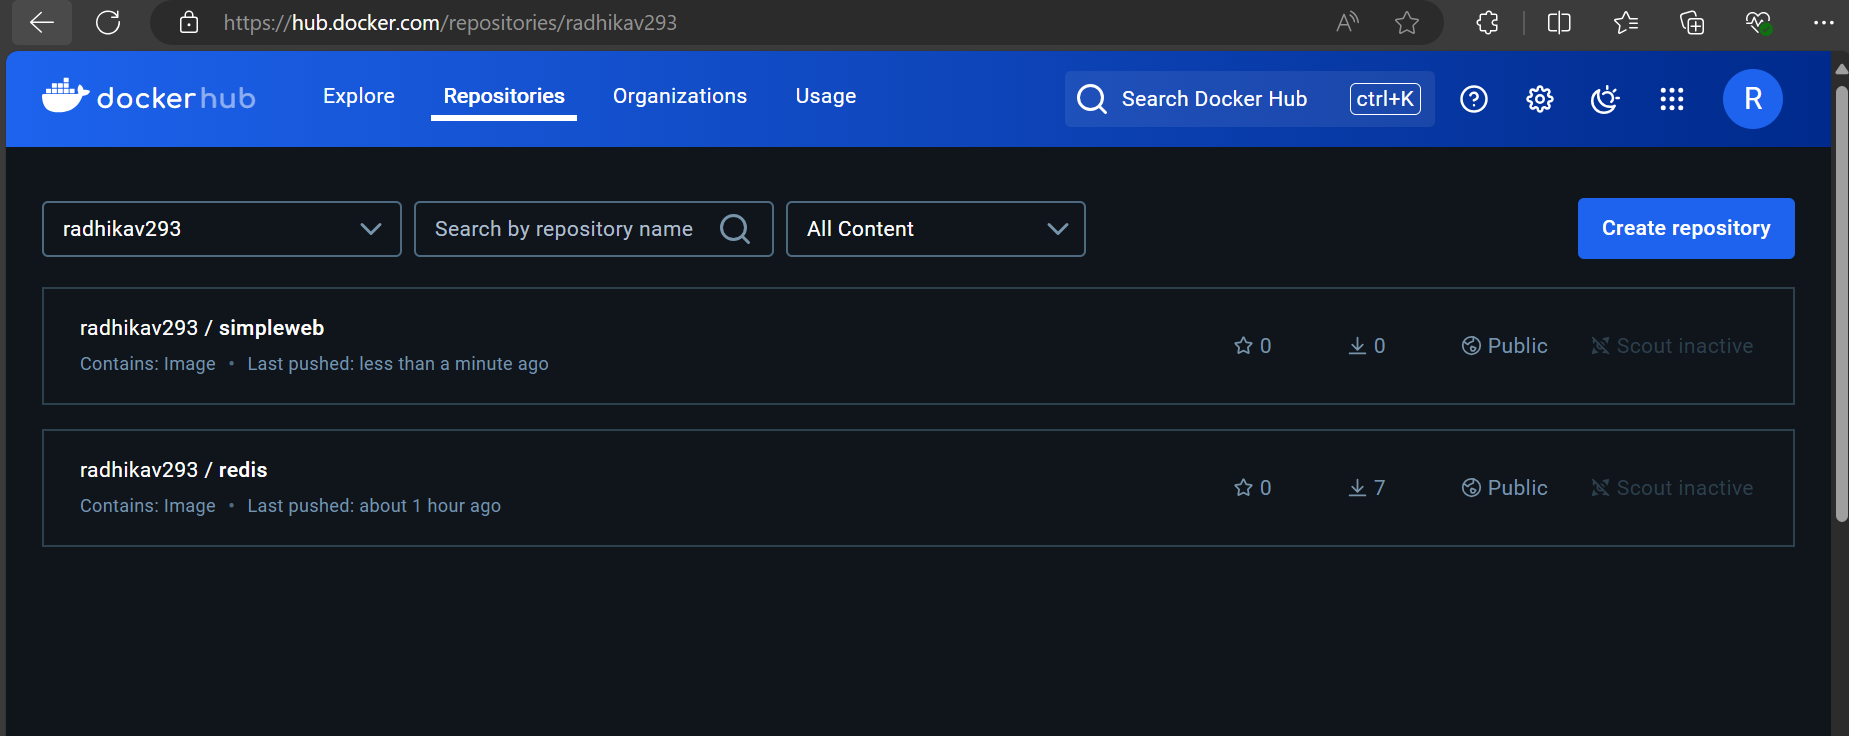 https://hub.docker.com/repositories/radhikav293
dockerhub
Explore Repositories Organizations Usage
Search Docker Hub ctrl+K
R
radhikav293
Search by repository name
All Content
Create repository
radhikav293 / simpleweb
Contains: Image • Last pushed: less than a minute ago
0 0 Public Scout inactive
radhikav293 / redis
Contains: Image • Last pushed: about 1 hour ago
0 7 Public Scout inactive